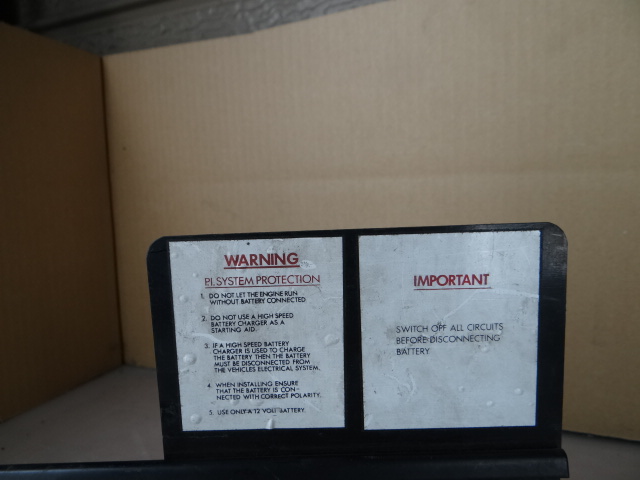 WARNING
P.I. SYSTEM PROTECTION
1. DO NOT LET THE ENGINE RUN
WITHOUT BATTERY CONNECTED
2. DO NOT USE A HIGH SPEED
BATTERY CHARGER AS A
STARTING AID.
3. IF A HIGH SPEED BATTERY
CHARGER IS USED TO CHARGE
THE BATTERY THEN THE BATTERY
MUST BE DISCONNECTED FROM
THE VEHICLES ELECTRICAL SYSTEM.
4. WHEN INSTALLING ENSURE
THAT THE BATTERY IS CON-
NECTED WITH CORRECT POLARITY.
5. USE ONLY A 12 VOLT BATTERY.
IMPORTANT
SWITCH OFF ALL CIRCUITS
BEFORE DISCONNECTING
BATTERY